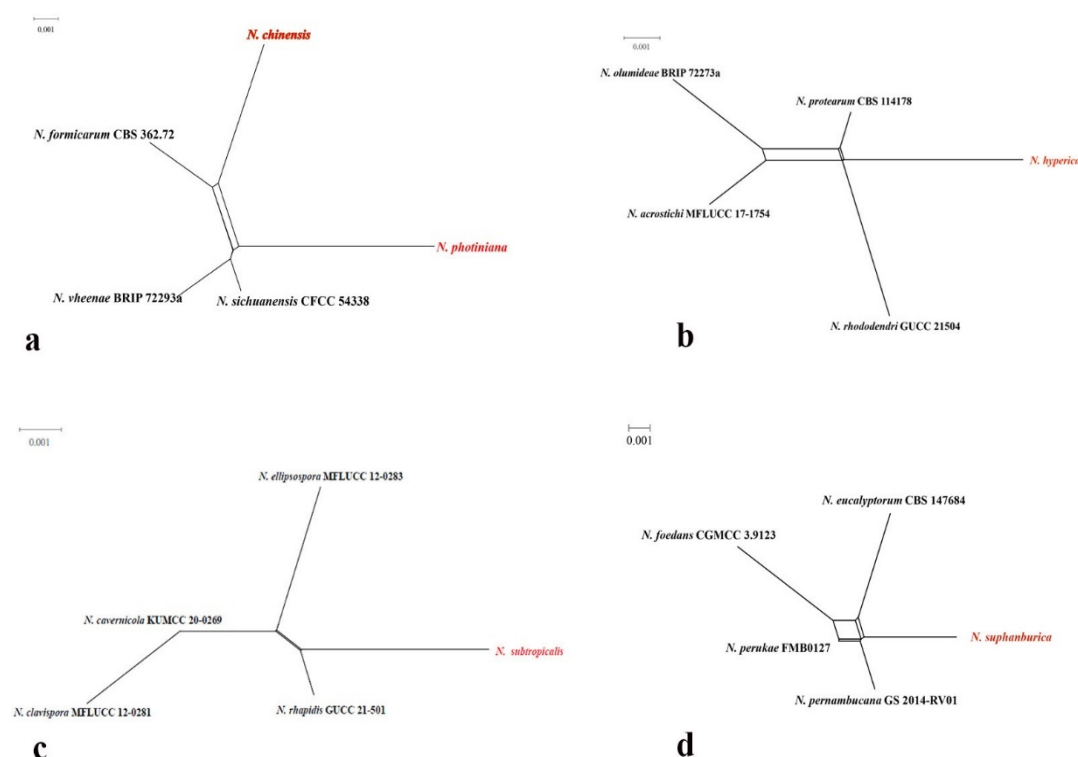 0.001
N. chinensis
N. formicarum CBS 362.72
N. photiniana
N. vheenae BRIP 72293a
N. sichuanensis CFCC 54338
a
0.001
N. olumideae BRIP 72273a
N. protearum CBS 114178
N. hyperica
N. acrostichi MFLUCC 17-1754
N. rhododendri GUCC 21504
b
0.001
N. ellipsospora MFLUCC 12-0283
N. cavernicola KUMCC 20-0269
N. subtropicalis
N. clavispora MFLUCC 12-0281
N. rhapidis GUCC 21-501
c
0.001
N. eucalyptorum CBS 147684
N. foedans CGMCC 3.9123
N. suphanburica
N. perukae FMB0127
N. pernambucana GS 2014-RV01
d